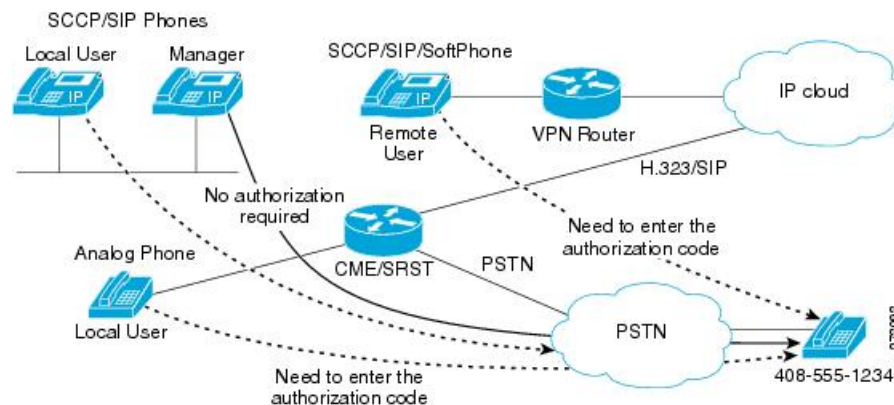 SCCP/SIP Phones
Local User
Manager
IP
IP
SCCP/SIP/SoftPhone
IP
Remote
User
VPN Router
IP cloud
H.323/SIP
No authorization
required
Need to enter the
authorization code
Analog Phone
Local User
CME/SRST
PSTN
PSTN
Need to enter the
authorization code
408-555-1234